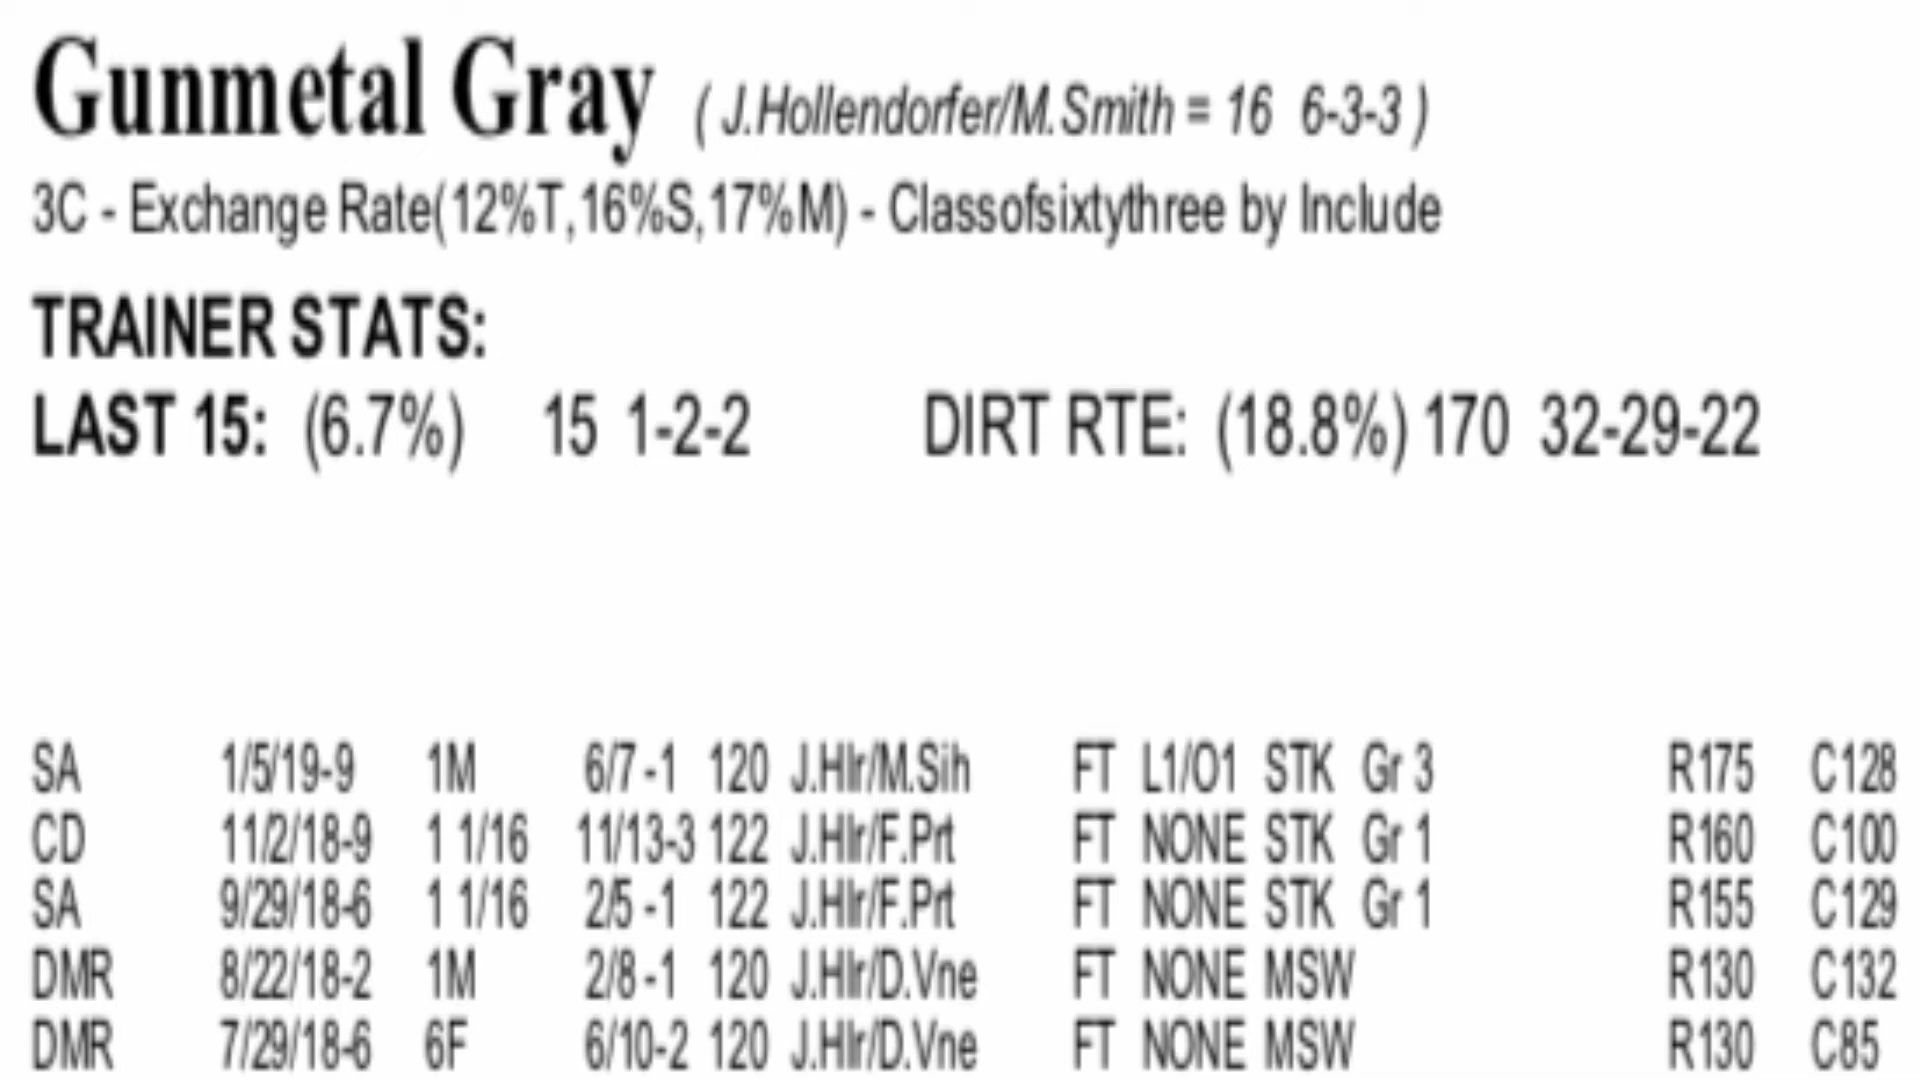 Gunmetal Gray ( J.Hollendorfer/M.Smith = 16 6-3-3 )
3C - Exchange Rate(12%T,16%S,17%M) - Classofsixtythree by Include
TRAINER STATS:
LAST 15: (6.7%) 15 1-2-2 DIRT RTE: (18.8%) 170 32-29-22
SA 1/5/19-9 1M 6/7 -1 120 J.Hlr/M.Sih FT L1/O1 STK Gr 3 R175 C128
CD 11/2/18-9 1 1/16 11/13-3 122 J.Hlr/F.Prt FT NONE STK Gr 1 R160 C100
SA 9/29/18-6 1 1/16 2/5 -1 122 J.Hlr/F.Prt FT NONE STK Gr 1 R155 C129
DMR 8/22/18-2 1M 2/8 -1 120 J.Hlr/D.Vne FT NONE MSW R130 C132
DMR 7/29/18-6 6F 6/10-2 120 J.Hlr/D.Vne FT NONE MSW R130 C85